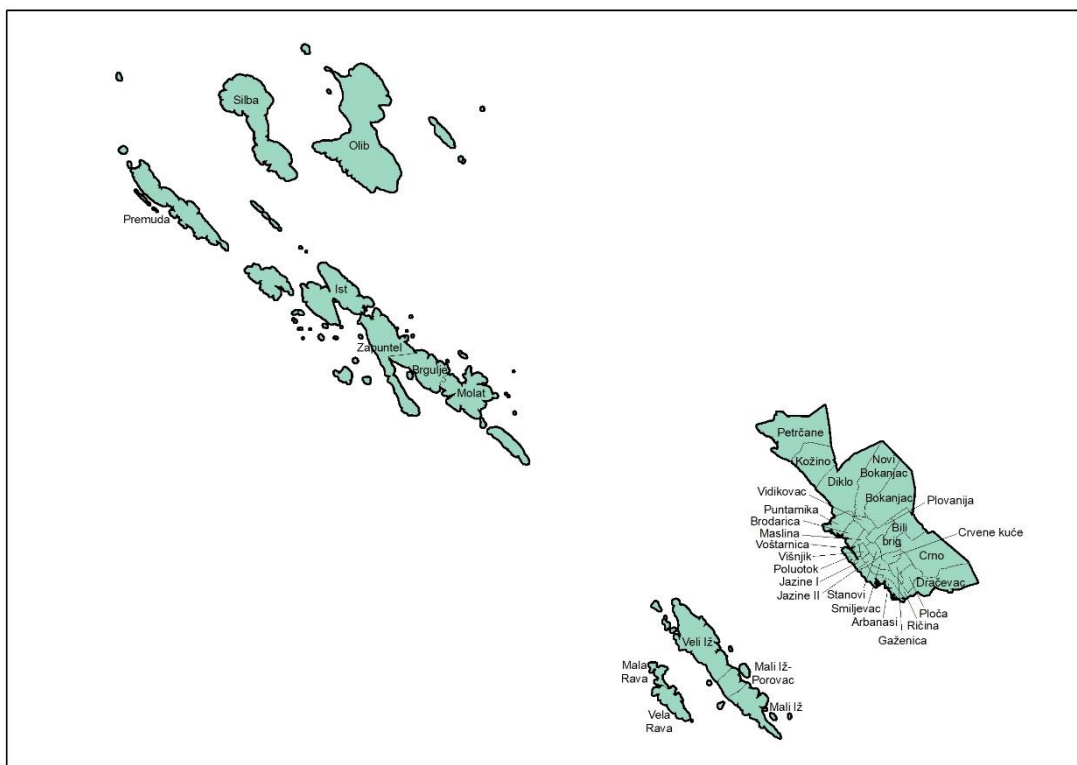 Silba
Olib
Premuda
Ist
Zapuntel
Brgulje
Molat
Petrčane
Kožino
Novi
Bokanjac
Diklo
Vidikovac
Bokanjac
Plovanija
Puntamika
Brodarica
Bili
brig
Crvene kuće
Maslina
Voštarnica
Višnjik
Crno
Poluotok
Jazine I
Dračevac
Jazine II
Stanovi
Smiljevac
Ploča
Arbanasi
Ričina
Gaženica
Veli Iž
Mala
Rava
Mali Iž-
Porovac
Mali Iž
Vela
Rava